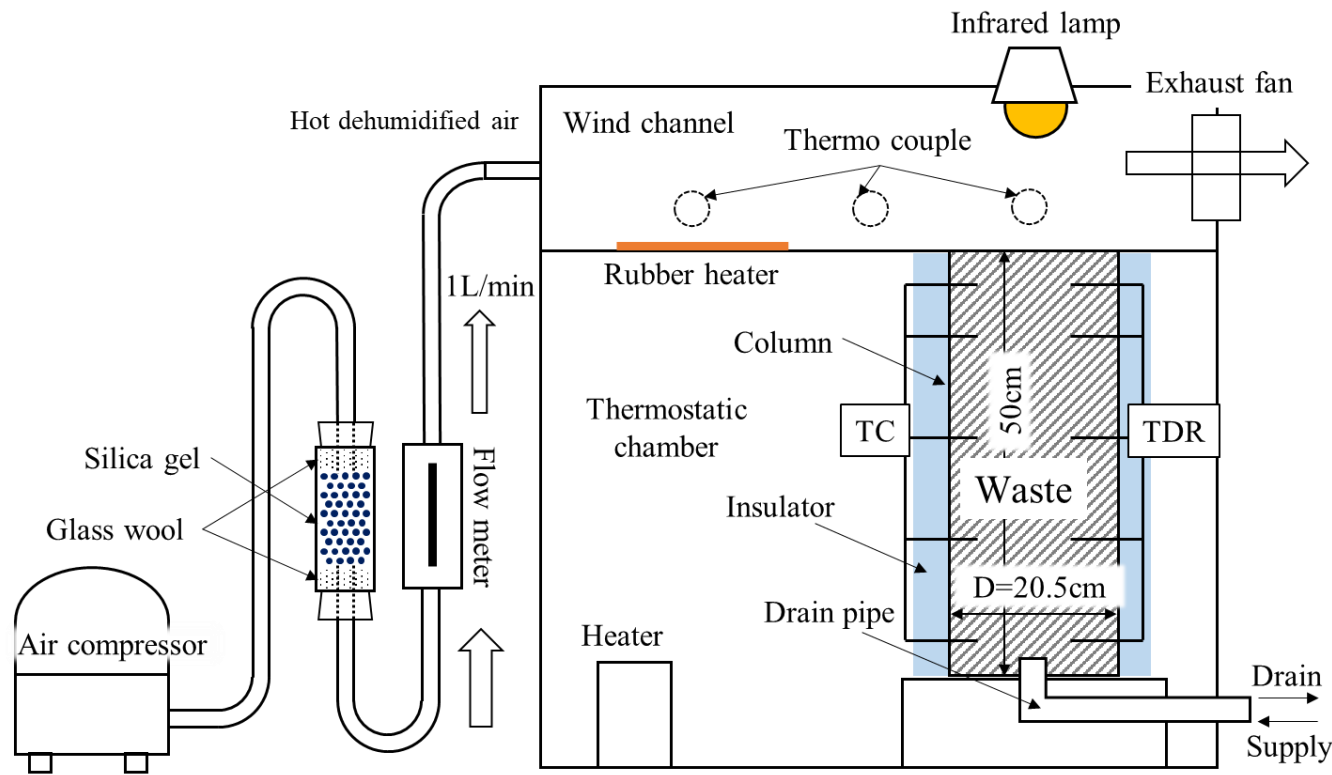 Infrared lamp
Exhaust fan
Hot dehumidified air
Wind channel
Thermo couple
Rubber heater
1L/min
Column
50cm
Thermostatic
chamber
TC
TDR
Silica gel
Flow meter
Waste
Insulator
Glass wool
D=20.5cm
Drain pipe
Heater
Air compressor
Drain
Supply